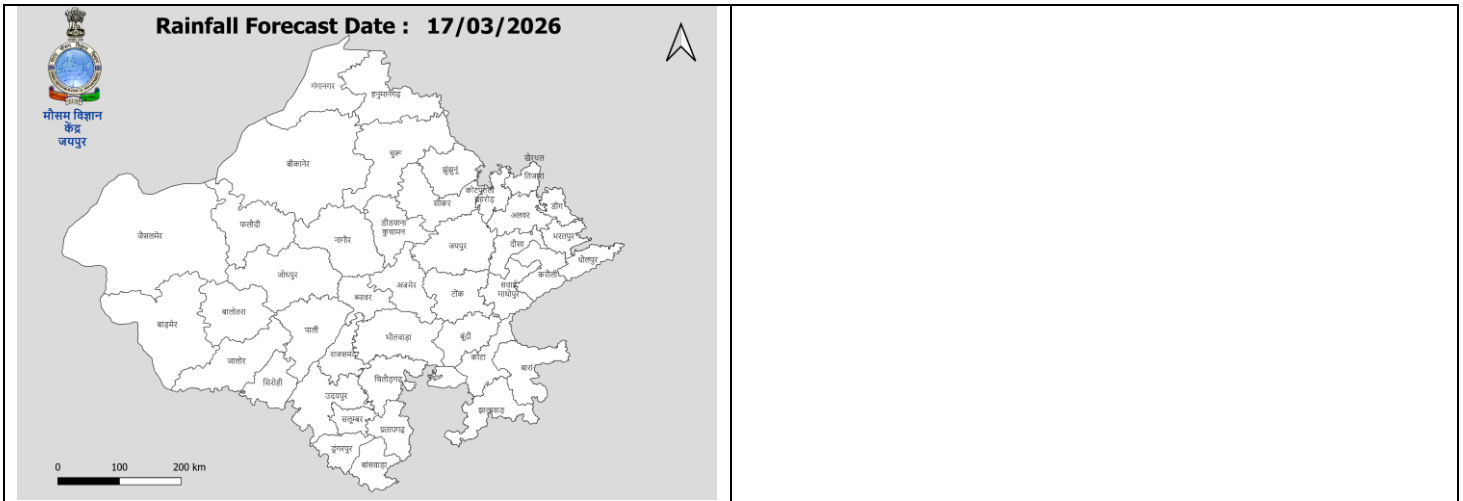 Rainfall Forecast Date : 17/03/2026
मौसम विज्ञान
केंद्र
जयपुर
गंगानगर
हनुमानगढ़
बीकानेर
चूरू
झुंझुनूं
खैरथल
तिजारा
कोटपूतली
बहरोड़
सीकर
अलवर
डीग
जैसलमेर
फलौदी
नागौर
डीडवाना
कुचामन
जयपुर
दौसा
भरतपुर
धोलपुर
करौली
जोधपुर
ब्यावर
अजमेर
टोंक
सवाई
माधोपुर
बाड़मेर
बालोतरा
पाली
भीलवाड़ा
बूंदी
कोटा
बारां
राजसमंद
जालोर
सिरोही
चितौड़गढ़
उदयपुर
झालावाड़
सलूम्बर
प्रतापगढ़
डूंगरपुर
बांसवाड़ा
0 100 200 km